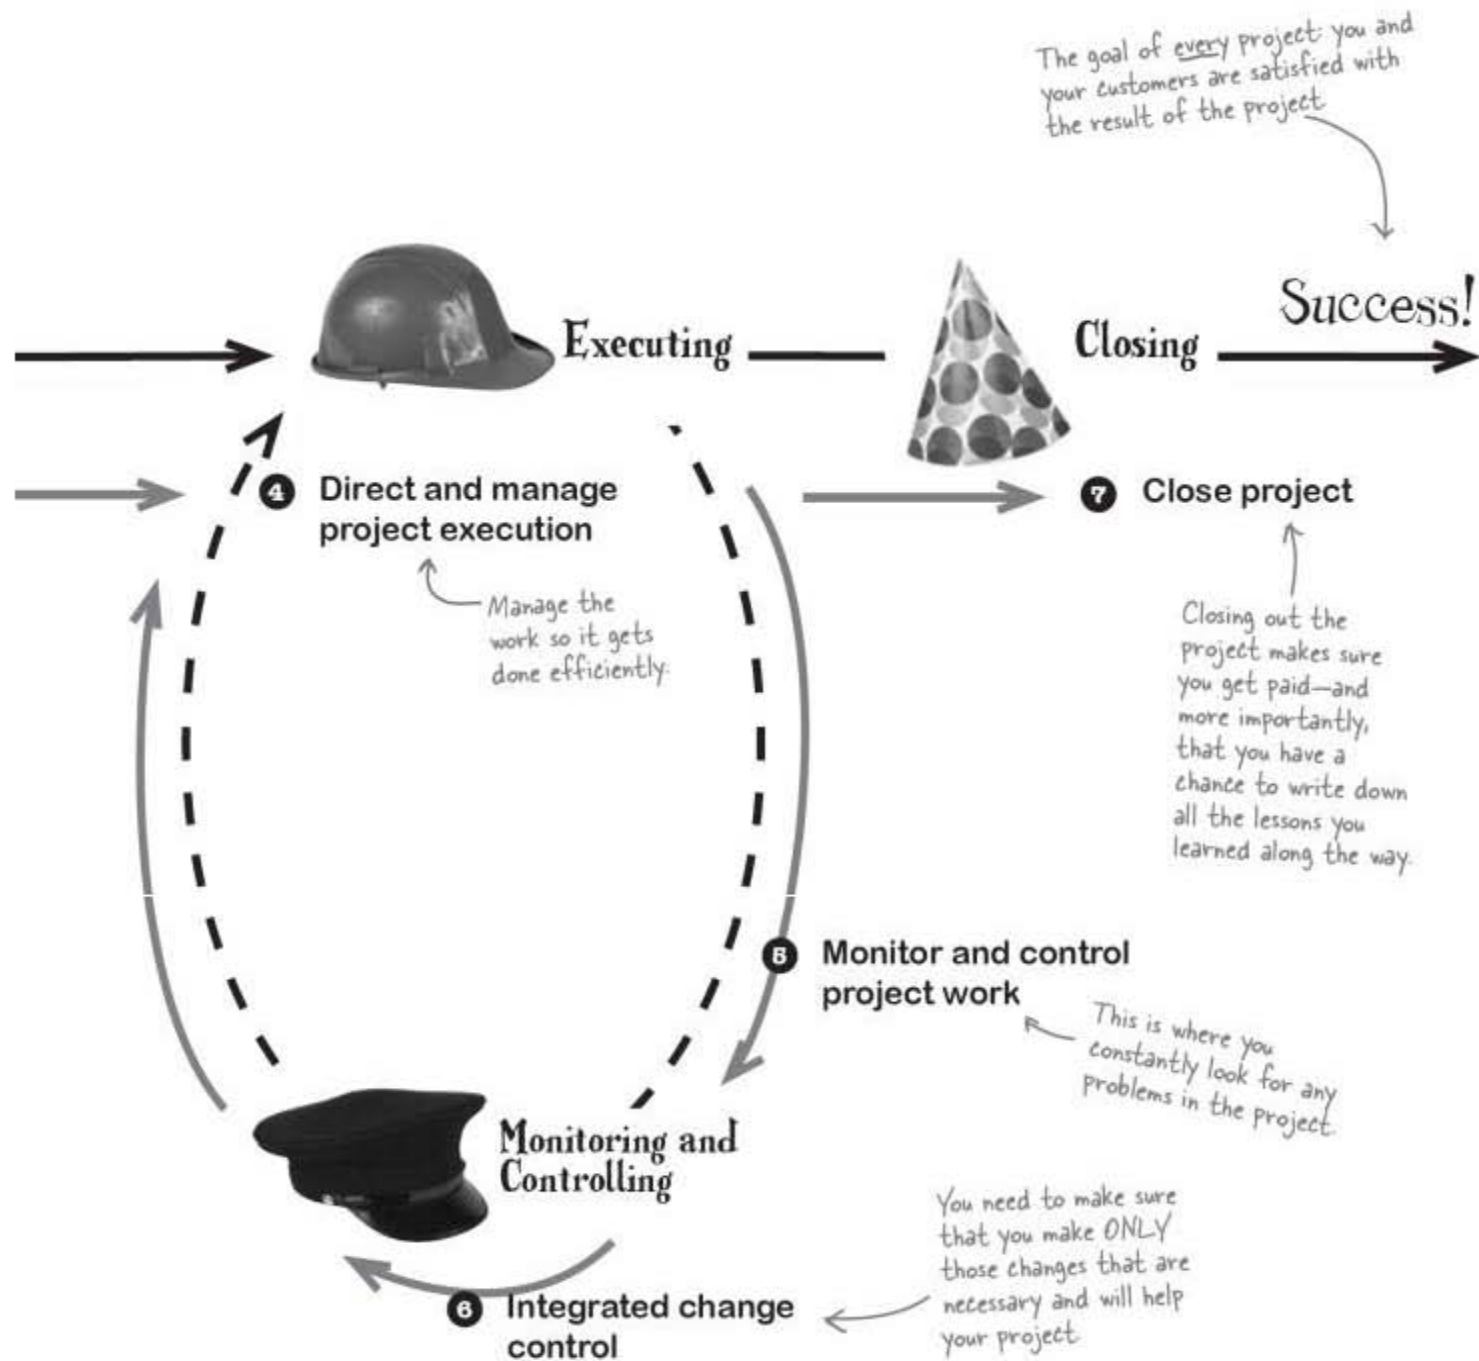 The goal of every project: you and
your customers are satisfied with
the result of the project.
Success!
Executing
Closing
4 Direct and manage
project execution
Manage the
work so it gets
done efficiently.
7 Close project
Closing out the
project makes sure
you get paid—and
more importantly,
that you have a
chance to write down
all the lessons you
learned along the way.
5 Monitor and control
project work
This is where you
constantly look for any
problems in the project.
Monitoring and
Controlling
You need to make sure
that you make ONLY
those changes that are
necessary and will help
your project.
6 Integrated change
control